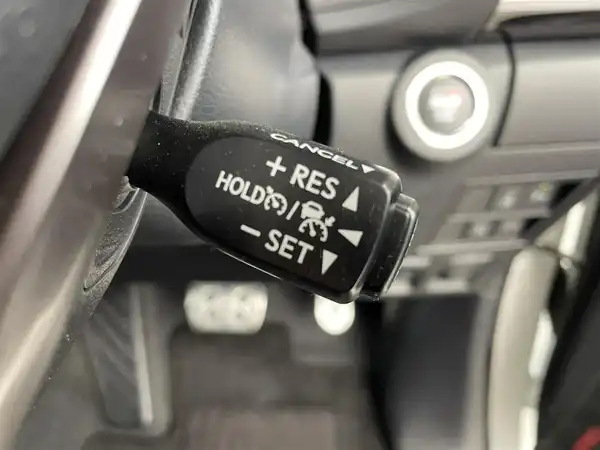 CANCEL
+ RES
HOLD /
- SET